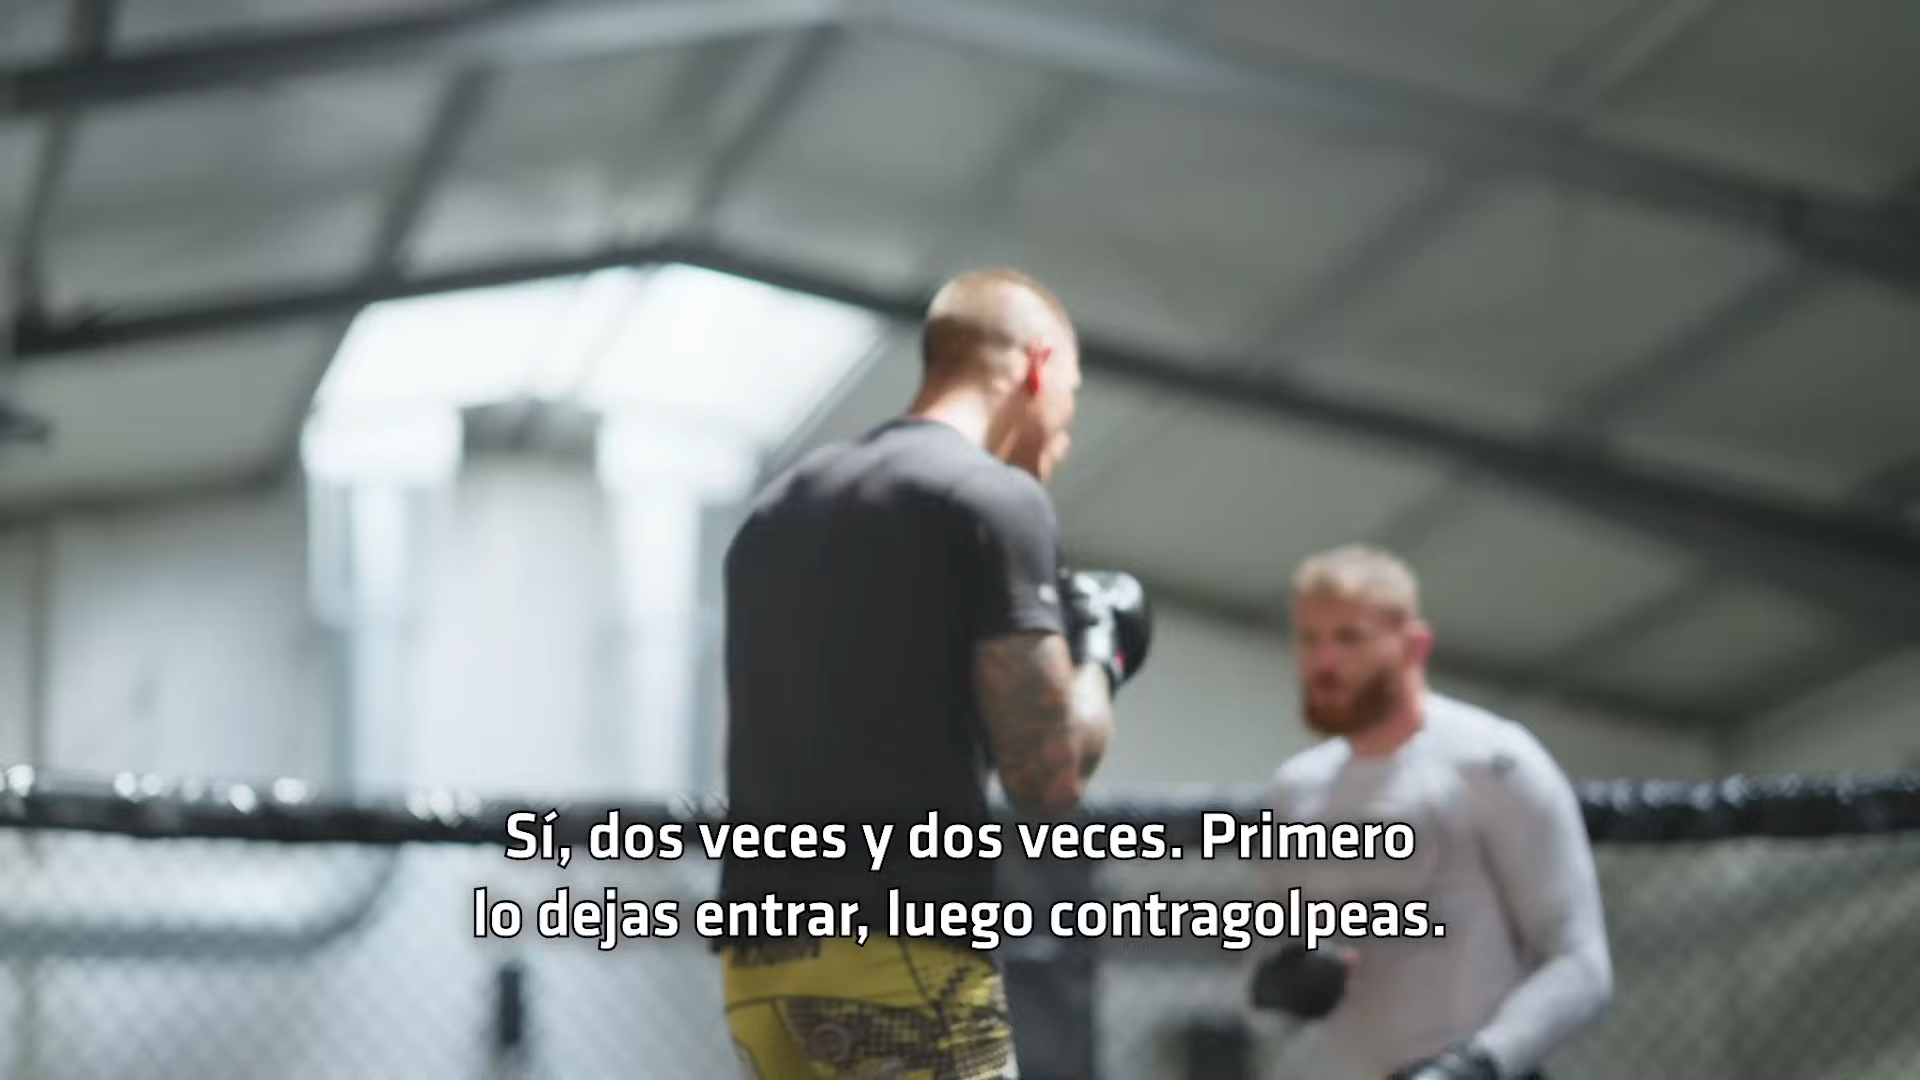 Sí, dos veces y dos veces. Primero
lo dejas entrar, luego contragolpeas.